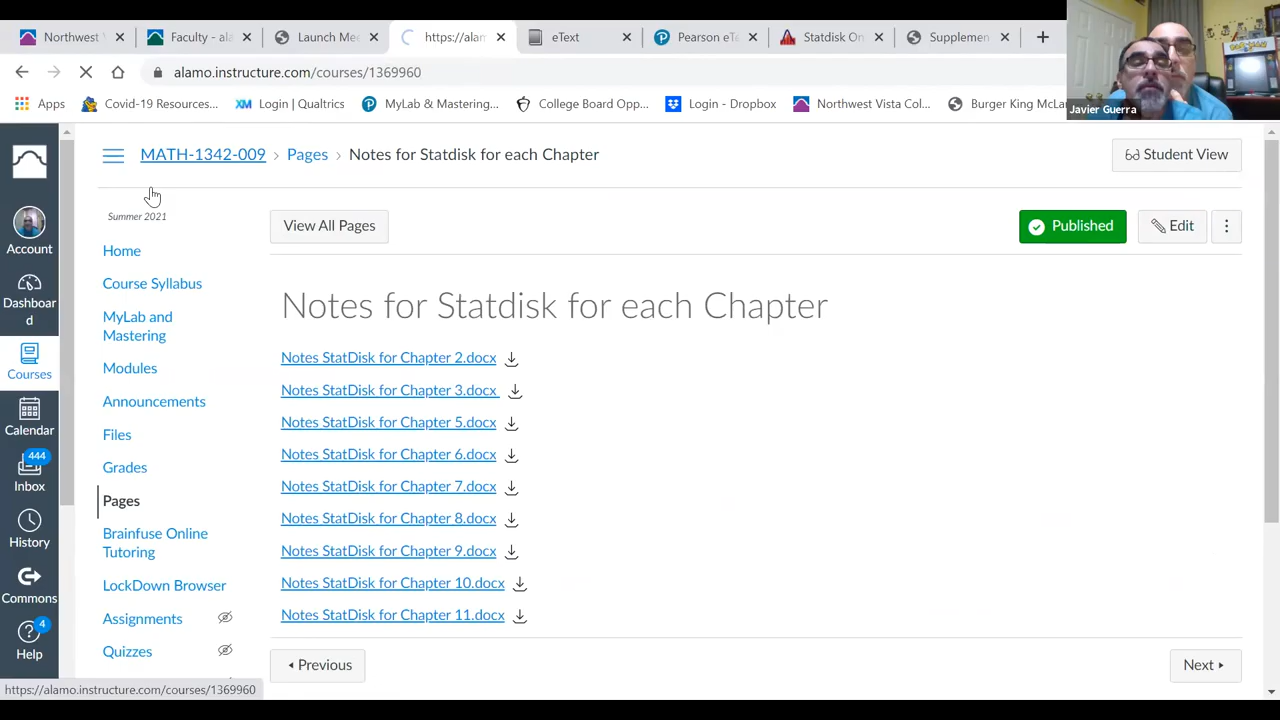 Northwest V
Faculty - ala
Launch Mee
https://alam
eText
Pearson eTe
Statdisk On
Supplemen
alamo.instructure.com/courses/1369960
Apps
Covid-19 Resources...
XM Login | Qualtrics
MyLab & Mastering...
College Board Opp...
Login - Dropbox
Northwest Vista Col...
Burger King McLa
Javier Guerra
MATH-1342-009 › Pages › Notes for Statdisk for each Chapter
Student View
Summer 2021
View All Pages
Published
Edit
Account
Dashboar
d
Courses
Calendar
444
Inbox
History
Commons
4
Help
Home
Course Syllabus
MyLab and
Mastering
Modules
Announcements
Files
Grades
Pages
Brainfuse Online
Tutoring
LockDown Browser
Assignments
Quizzes
Notes for Statdisk for each Chapter
Notes StatDisk for Chapter 2.docx
Notes StatDisk for Chapter 3.docx
Notes StatDisk for Chapter 5.docx
Notes StatDisk for Chapter 6.docx
Notes StatDisk for Chapter 7.docx
Notes StatDisk for Chapter 8.docx
Notes StatDisk for Chapter 9.docx
Notes StatDisk for Chapter 10.docx
Notes StatDisk for Chapter 11.docx
Previous
Next
https://alamo.instructure.com/courses/1369960